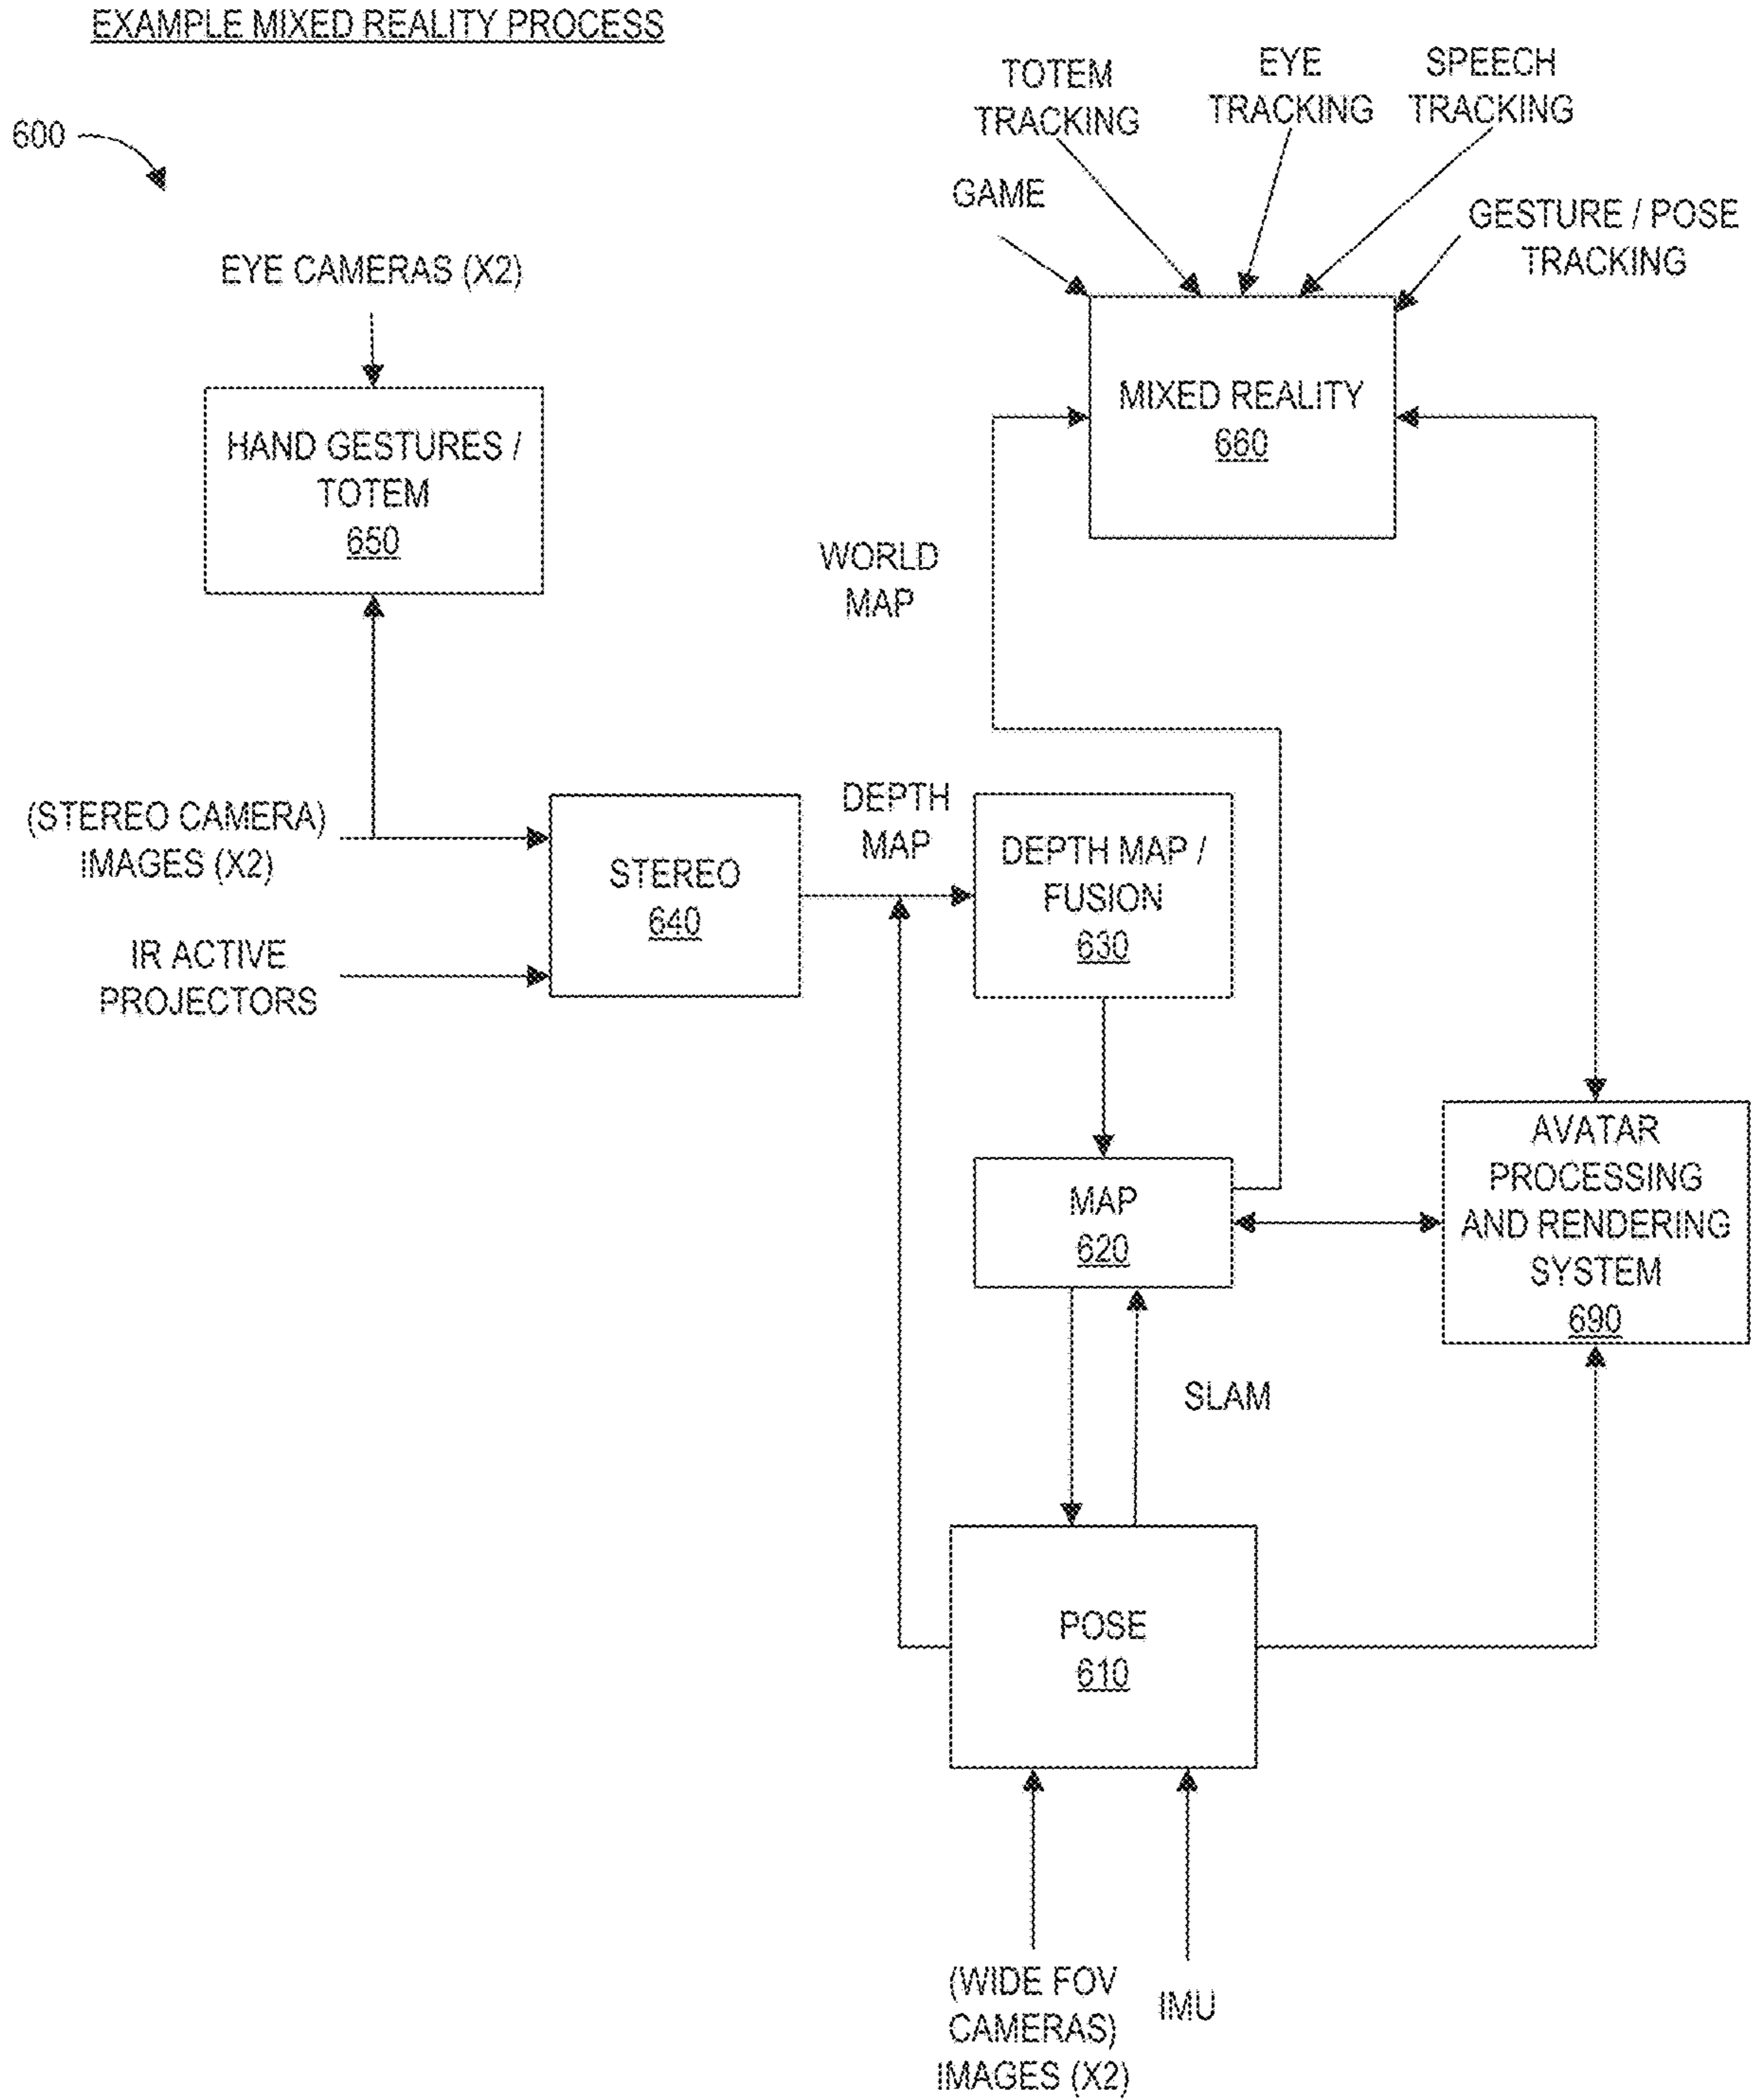 EXAMPLE MIXED REALITY PROCESS
600
TOTEM
TRACKING
EYE
TRACKING
SPEECH
TRACKING
GAME
GESTURE / POSE
TRACKING
EYE CAMERAS (X2)
HAND GESTURES /
TOTEM
650
MIXED REALITY
660
WORLD
MAP
(STEREO CAMERA)
IMAGES (X2)
IR ACTIVE
PROJECTORS
STEREO
640
DEPTH
MAP
DEPTH MAP /
FUSION
630
MAP
620
AVATAR
PROCESSING
AND RENDERING
SYSTEM
690
SLAM
POSE
610
(WIDE FOV
CAMERAS)
IMAGES (X2)
IMU